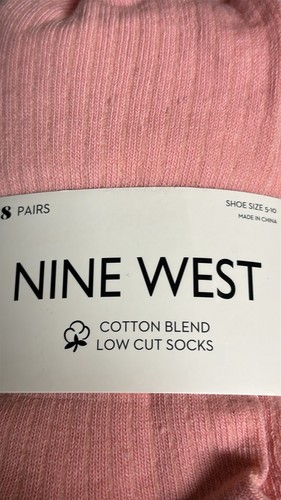 8 PAIRS
SHOE SIZE 5-10
MADE IN CHINA
NINE WEST
COTTON BLEND
LOW CUT SOCKS